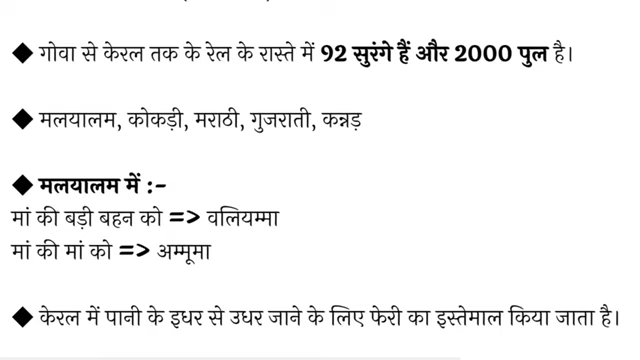 ◆ गोवा से केरल तक के रेल के रास्ते में 92 सुरंगे हैं और 2000 पुल है।
◆ मलयालम, कोकड़ी, मराठी, गुजराती, कन्नड़
◆ मलयालम में :-
मां की बड़ी बहन को => वलियम्मा
मां की मां को => अम्मूमा
◆ केरल में पानी के इधर से उधर जाने के लिए फेरी का इस्तेमाल किया जाता है।